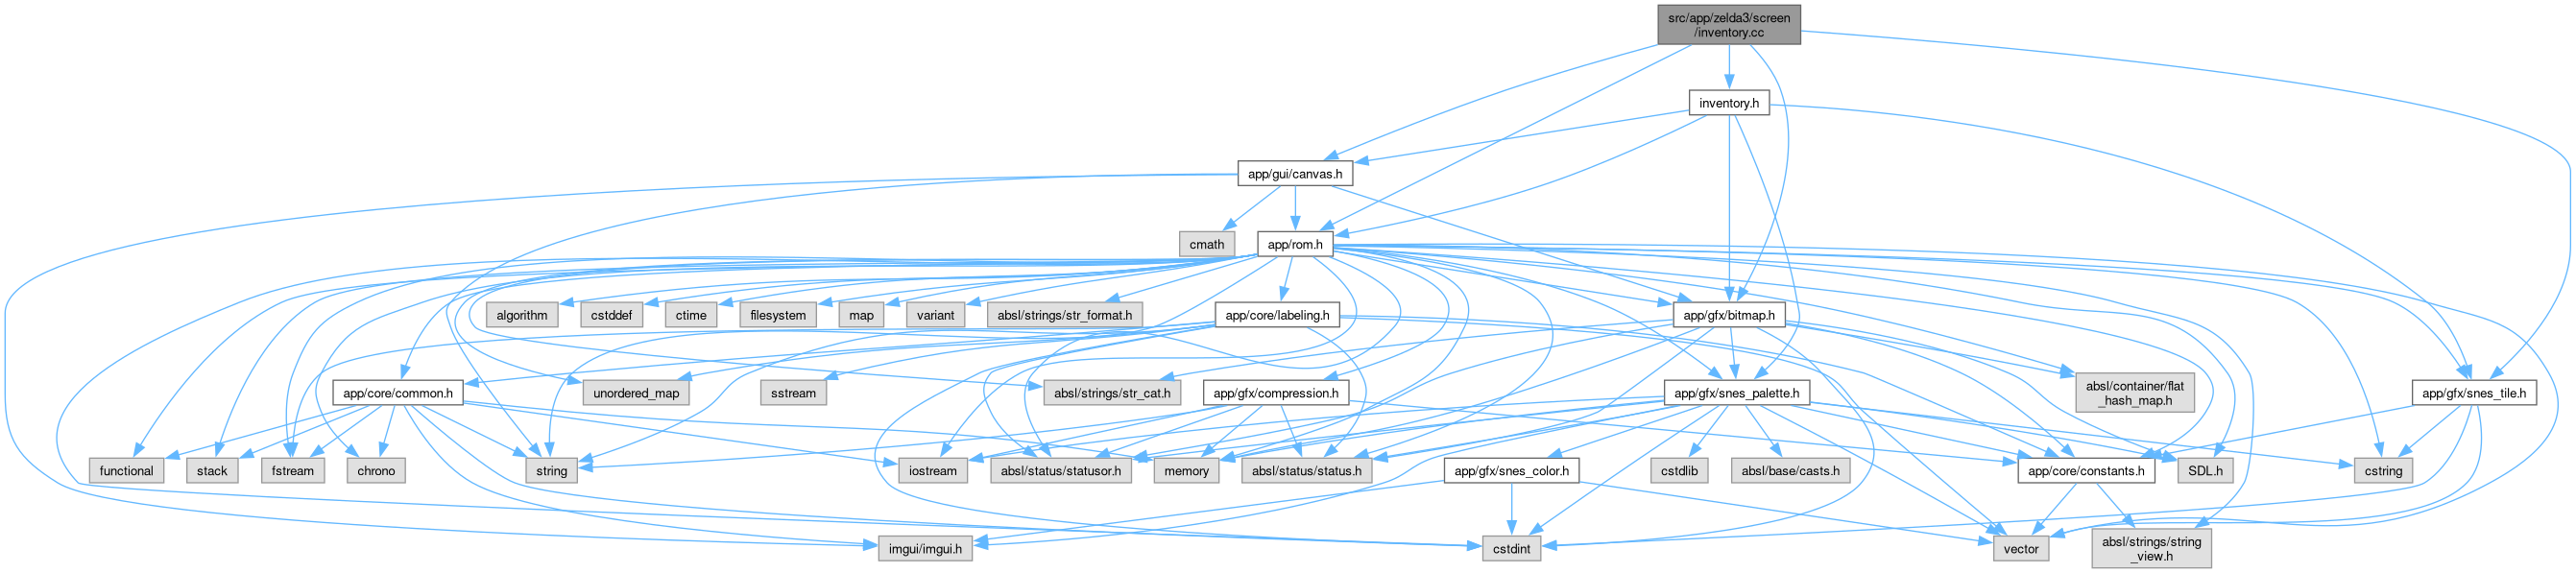 src/app/zelda3/screen
/inventory.cc
inventory.h
app/gui/canvas.h
cmath
app/rom.h
algorithm
cstddef
ctime
filesystem
map
variant
absl/strings/str_format.h
app/core/labeling.h
app/gfx/bitmap.h
app/core/common.h
unordered_map
sstream
absl/strings/str_cat.h
app/gfx/compression.h
app/gfx/snes_palette.h
absl/container/flat
_hash_map.h
app/gfx/snes_tile.h
functional
stack
fstream
chrono
string
iostream
absl/status/statusor.h
memory
absl/status/status.h
app/gfx/snes_color.h
cstdlib
absl/base/casts.h
app/core/constants.h
SDL.h
cstring
imgui/imgui.h
cstdint
vector
absl/strings/string
_view.h